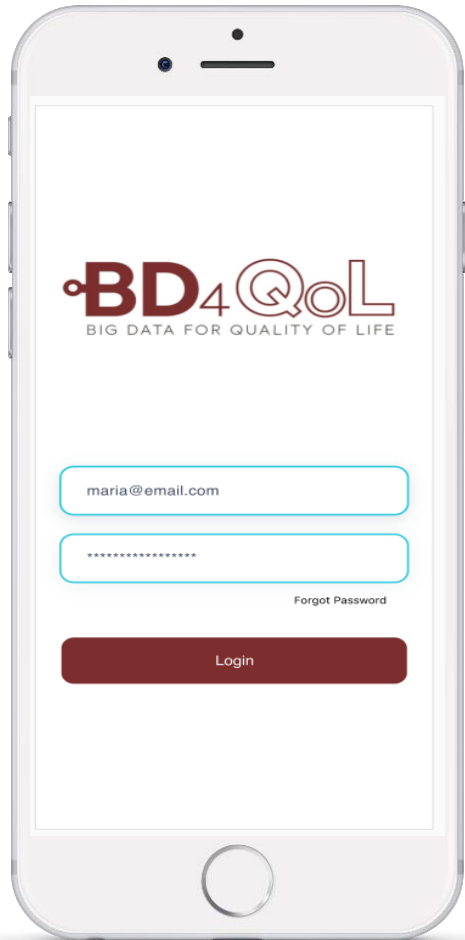 BD4QoL
BIG DATA FOR QUALITY OF LIFE
maria@email.com
*****************
Forgot Password
Login